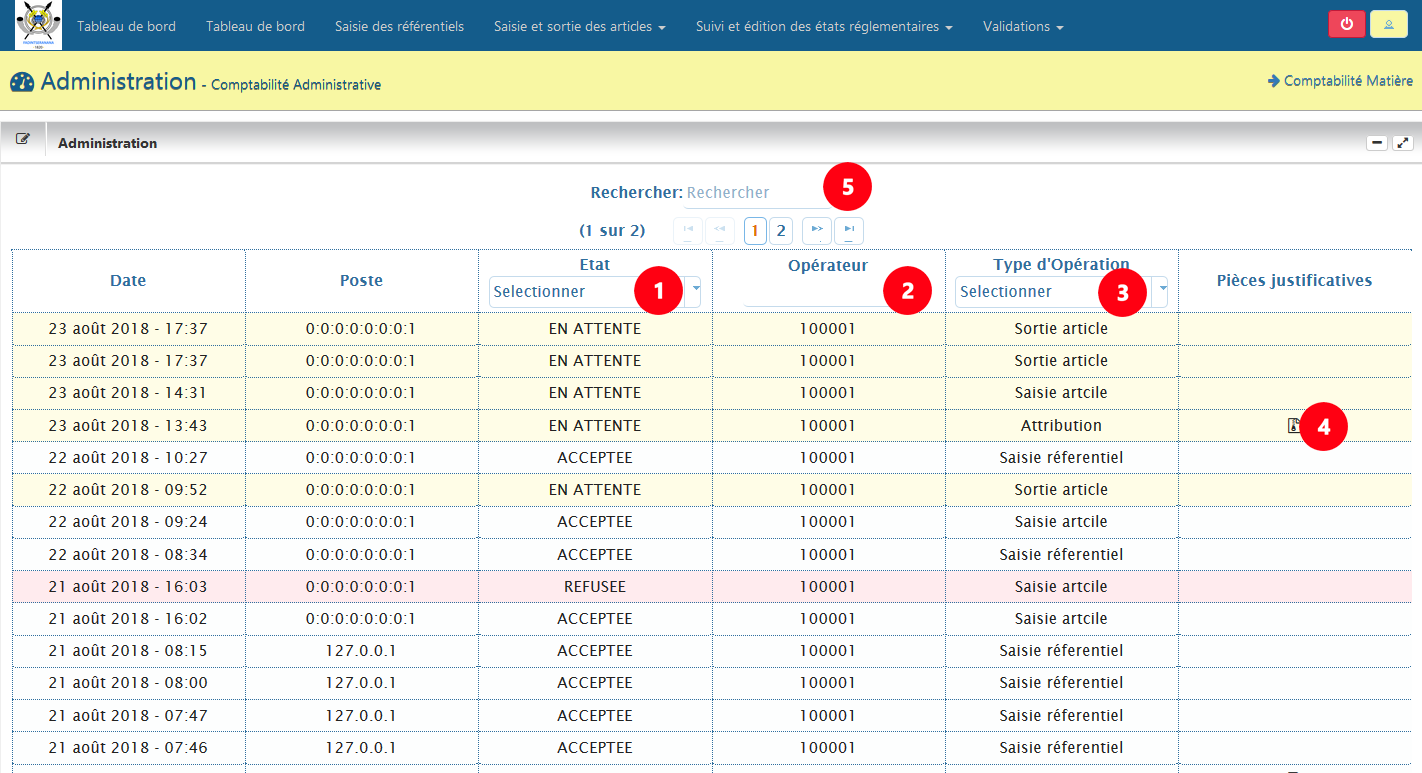 Tableau de bord Tableau de bord Saisie des référentiels Saisie et sortie des articles Suivi et édition des états réglementaires Validations
Administration - Comptabilité Administrative Comptabilité Matière
Administration
Rechercher: Rechercher 5
(1 sur 2) 1 2
Date Poste Etat Opérateur Type d'Opération Pièces justificatives
Selectionner 1 2 Selectionner 3
23 août 2018 - 17:37 0:0:0:0:0:0:0:1 EN ATTENTE 100001 Sortie article
23 août 2018 - 17:37 0:0:0:0:0:0:0:1 EN ATTENTE 100001 Sortie article
23 août 2018 - 14:31 0:0:0:0:0:0:0:1 EN ATTENTE 100001 Saisie artcile
23 août 2018 - 13:43 0:0:0:0:0:0:0:1 EN ATTENTE 100001 Attribution 4
22 août 2018 - 10:27 0:0:0:0:0:0:0:1 ACCEPTEE 100001 Saisie réferentiel
22 août 2018 - 09:52 0:0:0:0:0:0:0:1 EN ATTENTE 100001 Sortie article
22 août 2018 - 09:24 0:0:0:0:0:0:0:1 ACCEPTEE 100001 Saisie artcile
22 août 2018 - 08:34 0:0:0:0:0:0:0:1 ACCEPTEE 100001 Saisie réferentiel
21 août 2018 - 16:03 0:0:0:0:0:0:0:1 REFUSEE 100001 Saisie artcile
21 août 2018 - 16:02 0:0:0:0:0:0:0:1 ACCEPTEE 100001 Saisie artcile
21 août 2018 - 08:15 127.0.0.1 ACCEPTEE 100001 Saisie réferentiel
21 août 2018 - 08:00 127.0.0.1 ACCEPTEE 100001 Saisie réferentiel
21 août 2018 - 07:47 127.0.0.1 ACCEPTEE 100001 Saisie réferentiel
21 août 2018 - 07:46 127.0.0.1 ACCEPTEE 100001 Saisie réferentiel